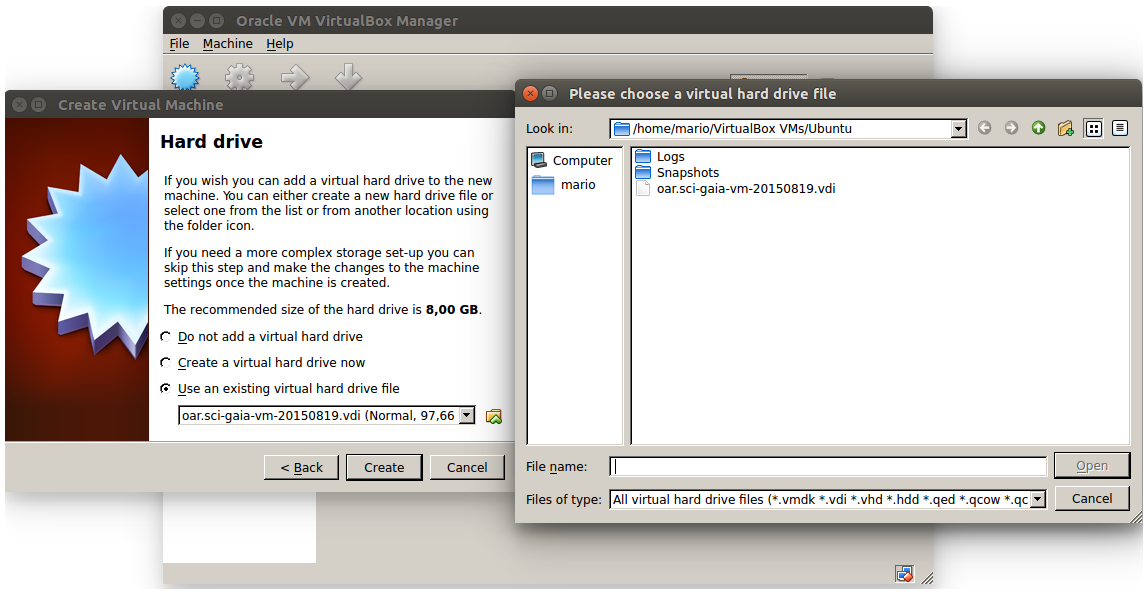 Oracle VM VirtualBox Manager
File Machine Help
Create Virtual Machine
Hard drive
If you wish you can add a virtual hard drive to the new
machine. You can either create a new hard drive file or
select one from the list or from another location using
the folder icon.
If you need a more complex storage set-up you can
skip this step and make the changes to the machine
settings once the machine is created.
The recommended size of the hard drive is 8,00 GB.
Do not add a virtual hard drive
Create a virtual hard drive now
Use an existing virtual hard drive file
oar.sci-gaia-vm-20150819.vdi (Normal, 97,66
< Back Create Cancel
Please choose a virtual hard drive file
Look in: /home/mario/VirtualBox VMs/Ubuntu
Computer
mario
Logs
Snapshots
oar.sci-gaia-vm-20150819.vdi
File name: Open
Files of type: All virtual hard drive files (*.vmdk *.vdi *.vhd *.hdd *.qed *.qcow *.qc Cancel